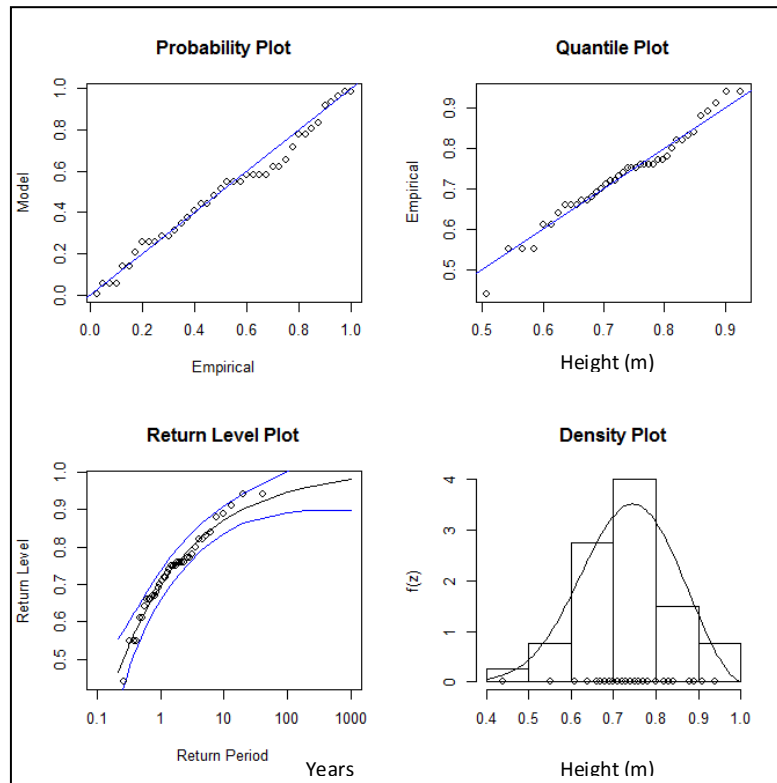 Probability Plot
Model
0.0 0.2 0.4 0.6 0.8 1.0
0.0 0.2 0.4 0.6 0.8 1.0
Empirical
Quantile Plot
Empirical
0.5 0.6 0.7 0.8 0.9
0.5 0.6 0.7 0.8 0.9
Height (m)
Return Level Plot
Return Level
0.5 0.6 0.7 0.8 0.9 1.0
0.1 1 10 100 1000
Return Period
Years
Density Plot
f(z)
0 1 2 3 4
0.4 0.5 0.6 0.7 0.8 0.9 1.0
Height (m)